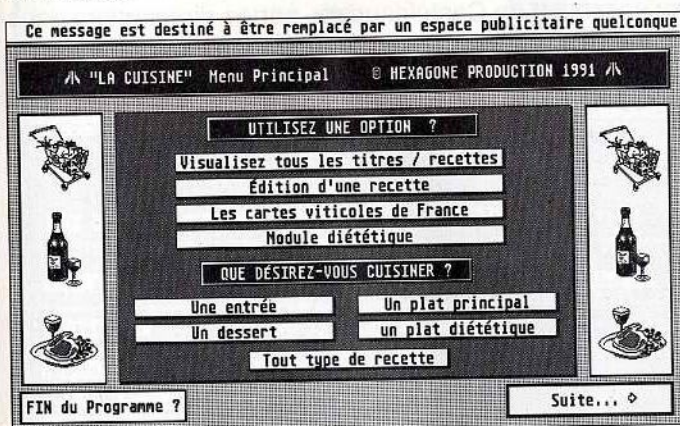 Ce message est destiné à être remplacé par un espace publicitaire quelconque
"LA CUISINE" Menu Principal © HEXAGONE PRODUCTION 1991
UTILISEZ UNE OPTION ?
Visualisez tous les titres / recettes
Édition d'une recette
Les cartes viticoles de France
Module diététique
QUE DÉSIREZ-VOUS CUISINER ?
Une entrée Un plat principal
Un dessert un plat diététique
Tout type de recette
FIN du Programme ? Suite...